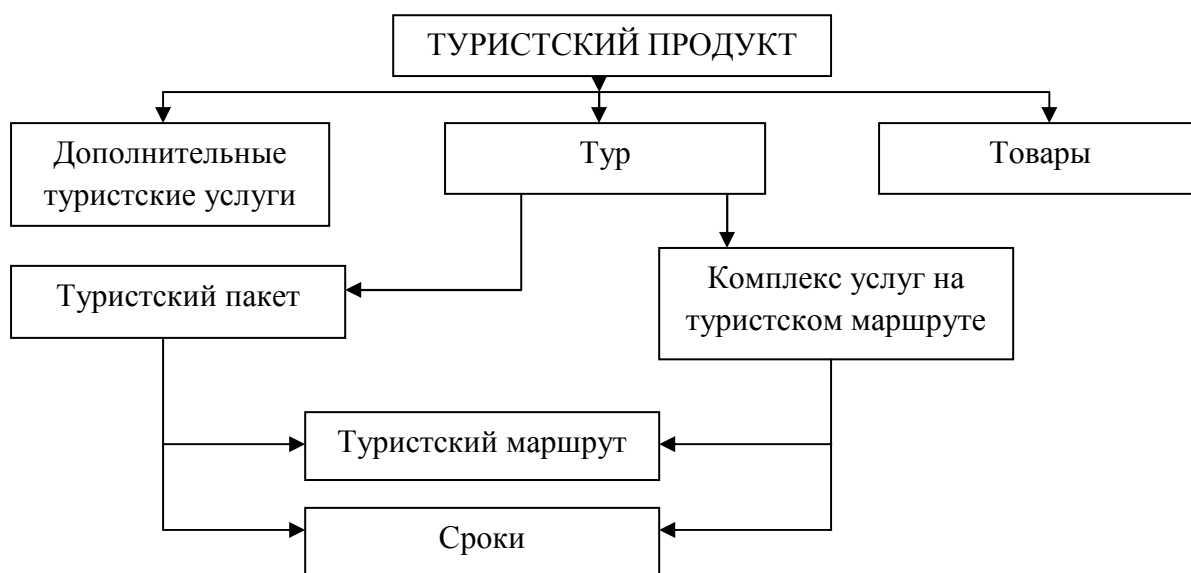 ТУРИСТСКИЙ ПРОДУКТ
Дополнительные
туристские услуги
Тур
Товары
Туристский пакет
Комплекс услуг на
туристском маршруте
Туристский маршрут
Сроки